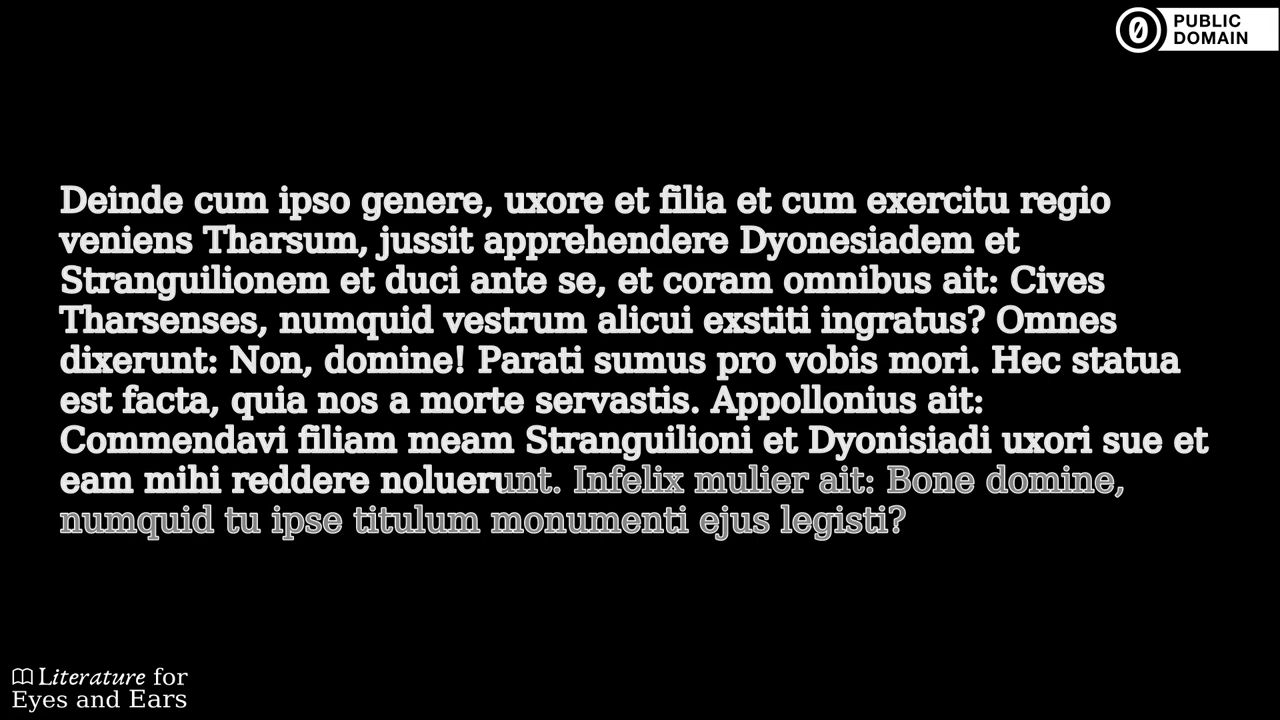 PUBLIC
DOMAIN
Deinde cum ipso genere, uxore et filia et cum exercitu regio
veniens Tharsum, jussit apprehendere Dyonesiadem et
Stranguilionem et duci ante se, et coram omnibus ait: Cives
Tharsenses, numquid vestrum alicui exstiti ingratus? Omnes
dixerunt: Non, domine! Parati sumus pro vobis mori. Hec statua
est facta, quia nos a morte servastis. Appollonius ait:
Commendavi filiam meam Stranguilioni et Dyonisiadi uxori sue et
eam mihi reddere noluerunt. Infelix mulier ait: Bone domine,
numquid tu ipse titulum monumenti ejus legisti?
Literature for
Eyes and Ears